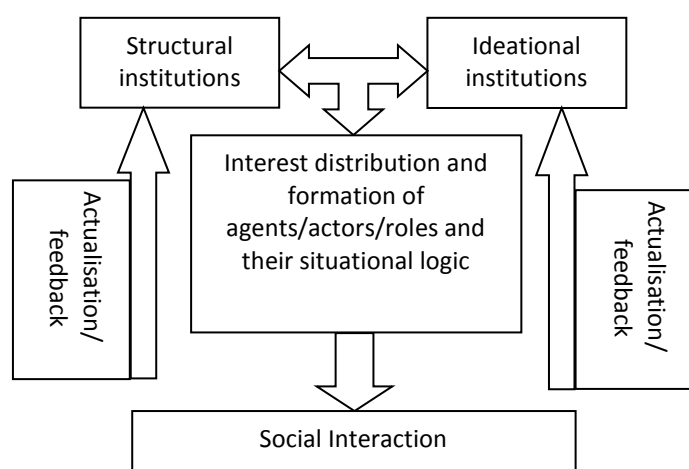 Structural
institutions
Ideational
institutions
Interest distribution and
formation of
agents/actors/roles and
their situational logic
Actualisation/
feedback
Actualisation/
feedback
Social Interaction